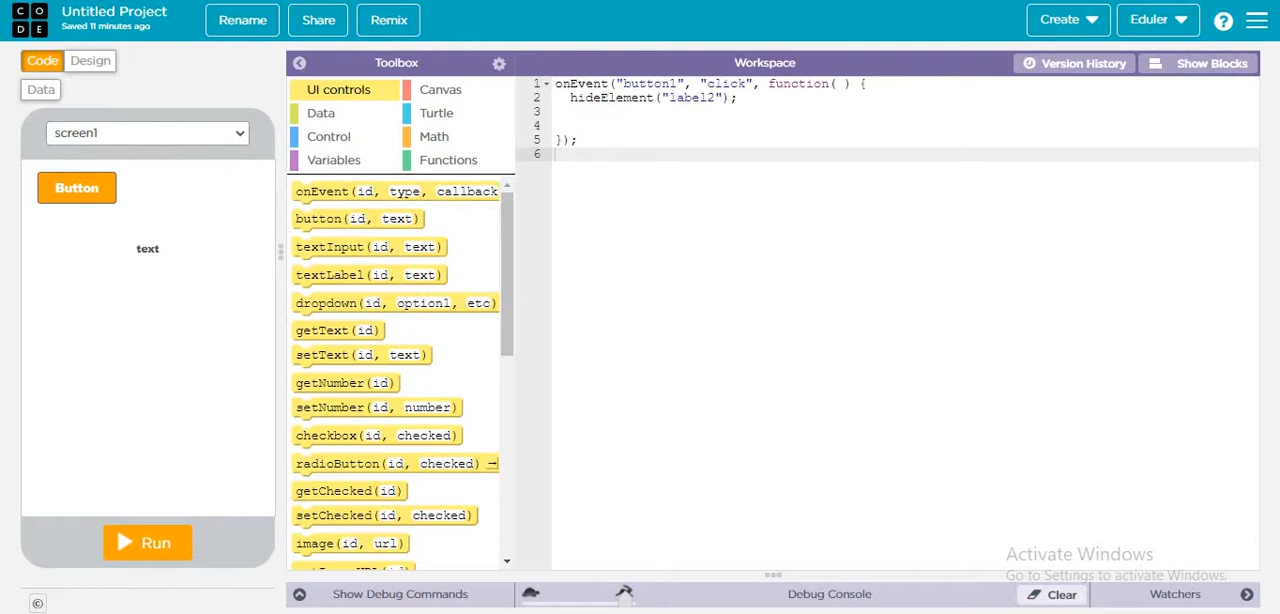 CO
DE
Untitled Project
Saved 11 minutes ago
Rename
Share
Remix
Create
Eduler
?
Code
Design
Data
screen1
Button
text
Run
©
Toolbox
UI controls
Canvas
Data
Turtle
Control
Math
Variables
Functions
onEvent(id, type, callback
button(id, text)
textInput(id, text)
textLabel(id, text)
dropdown(id, option1, etc)
getText(id)
setText(id, text)
getNumber(id)
setNumber(id, number)
checkbox(id, checked)
radioButton(id, checked)
getChecked(id)
setChecked(id, checked)
image(id, url)
Workspace
Version History
Show Blocks
1 onEvent("button1", "click", function( ) {
2 hideElement("label2");
3
4
5 });
6
Activate Windows
Go to Settings to activate Windows.
Show Debug Commands
Debug Console
Clear
Watchers